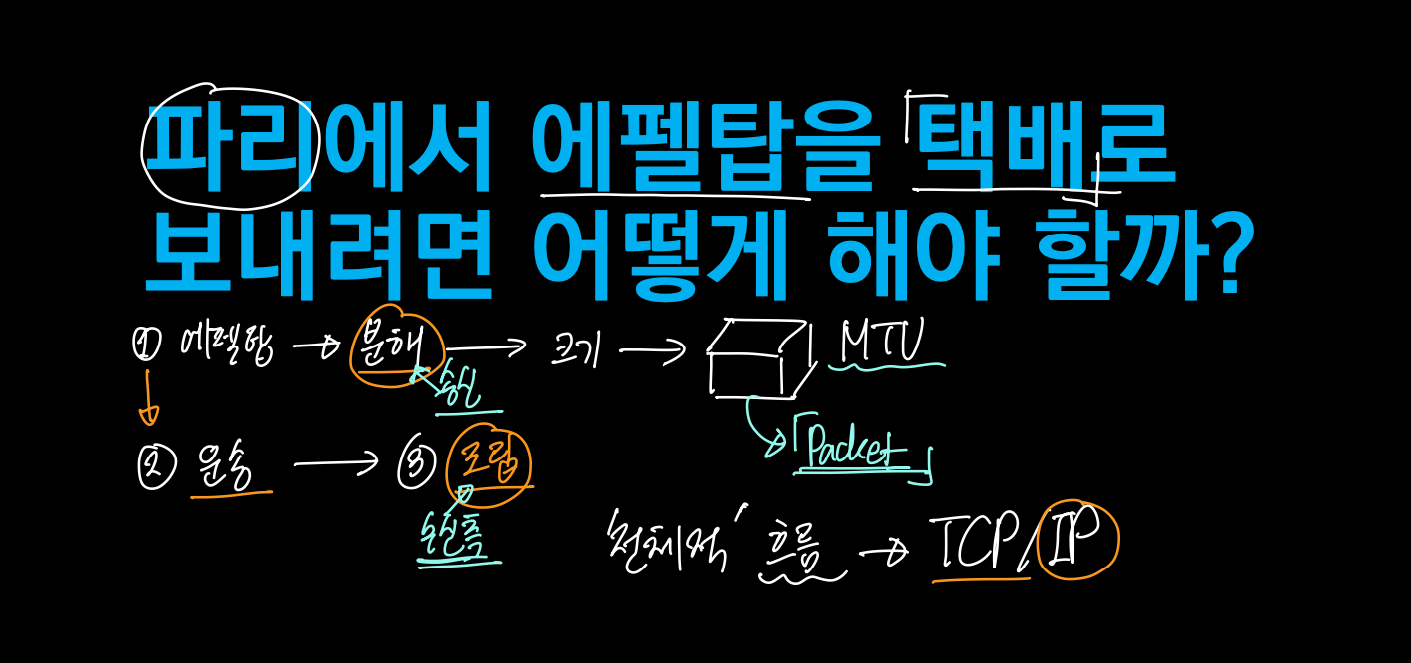 파리에서 에펠탑을 「택배」로
보내려면 어떻게 해야 할까?
① 에펠탑 → 분해 → 크기 → MTU
송신
「Packet」
② 운송 → ③ 조립
수신측
'전체적' 흐름 → TCP/IP